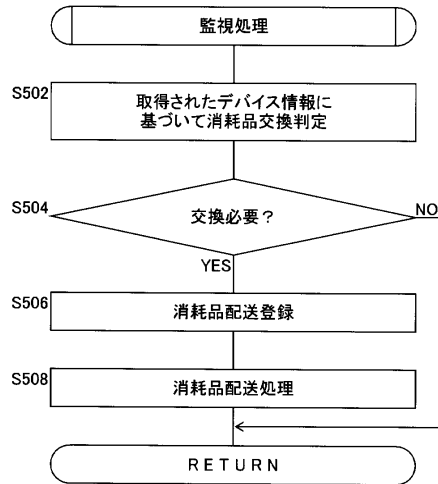 監視処理
S502
取得されたデバイス情報に
基づいて消耗品交換判定
S504
交換必要？
NO
YES
S506
消耗品配送登録
S508
消耗品配送処理
RETURN